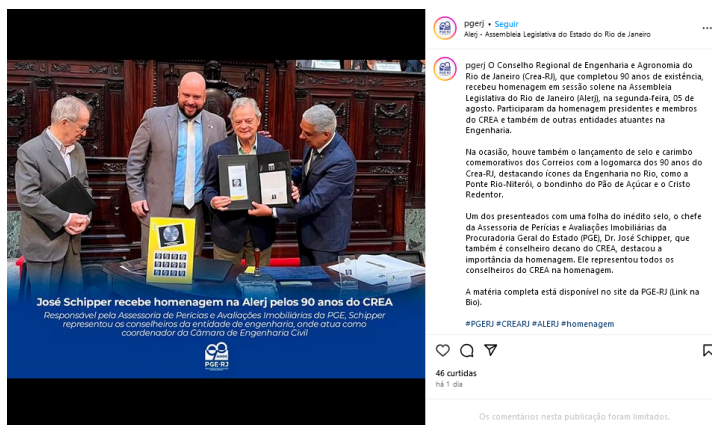 José Schipper recebe homenagem na Alerj pelos 90 anos do CREA
Responsável pela Assessoria de Perícias e Avaliações Imobiliárias da PGE, Schipper
representou os conselheiros da entidade de engenharia, onde atua como
coordenador da Câmara de Engenharia Civil
PGE-RJ
pgerj • Seguir
Alerj - Assembleia Legislativa do Estado do Rio de Janeiro
pgerj O Conselho Regional de Engenharia e Agronomia do
Rio de Janeiro (Crea-RJ), que completou 90 anos de existência,
recebeu homenagem em sessão solene na Assembleia
Legislativa do Rio de Janeiro (Alerj), na segunda-feira, 05 de
agosto. Participaram da homenagem presidentes e membros
do CREA e também de outras entidades atuantes na
Engenharia.
Na ocasião, houve também o lançamento de selo e carimbo
comemorativos dos Correios com a logomarca dos 90 anos do
Crea-RJ, destacando ícones da Engenharia no Rio, como a
Ponte Rio-Niterói, o bondinho do Pão de Açúcar e o Cristo
Redentor.
Um dos presenteados com uma folha do inédito selo, o chefe
da Assessoria de Perícias e Avaliações Imobiliárias da
Procuradoria Geral do Estado (PGE), Dr. José Schipper, que
também é conselheiro decano do CREA, destacou a
importância da homenagem. Ele representou todos os
conselheiros do CREA na homenagem.
A matéria completa está disponível no site da PGE-RJ (Link na
Bio).
#PGERJ #CREARJ #ALERJ #homenagem
46 curtidas
há 1 dia
Os comentários nesta publicação foram limitados.